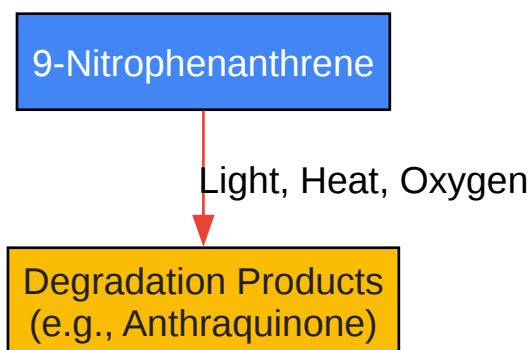 9-Nitrophenanthrene
Light, Heat, Oxygen
Degradation Products
(e.g., Anthraquinone)